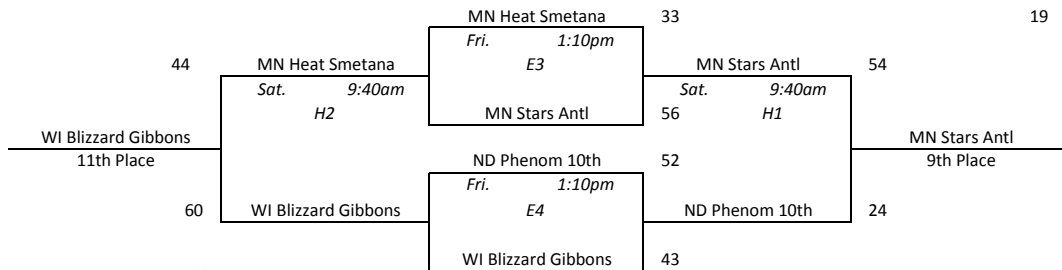 MN Heat Smetana 33 19
Fri. 1:10pm
44 MN Heat Smetana E3 MN Stars Antl 54
Sat. 9:40am Sat. 9:40am
H2 MN Stars Antl 56 H1
WI Blizzard Gibbons MN Stars Antl
11th Place ND Phenom 10th 52 9th Place
Fri. 1:10pm
60 WI Blizzard Gibbons E4 ND Phenom 10th 24
WI Blizzard Gibbons 43